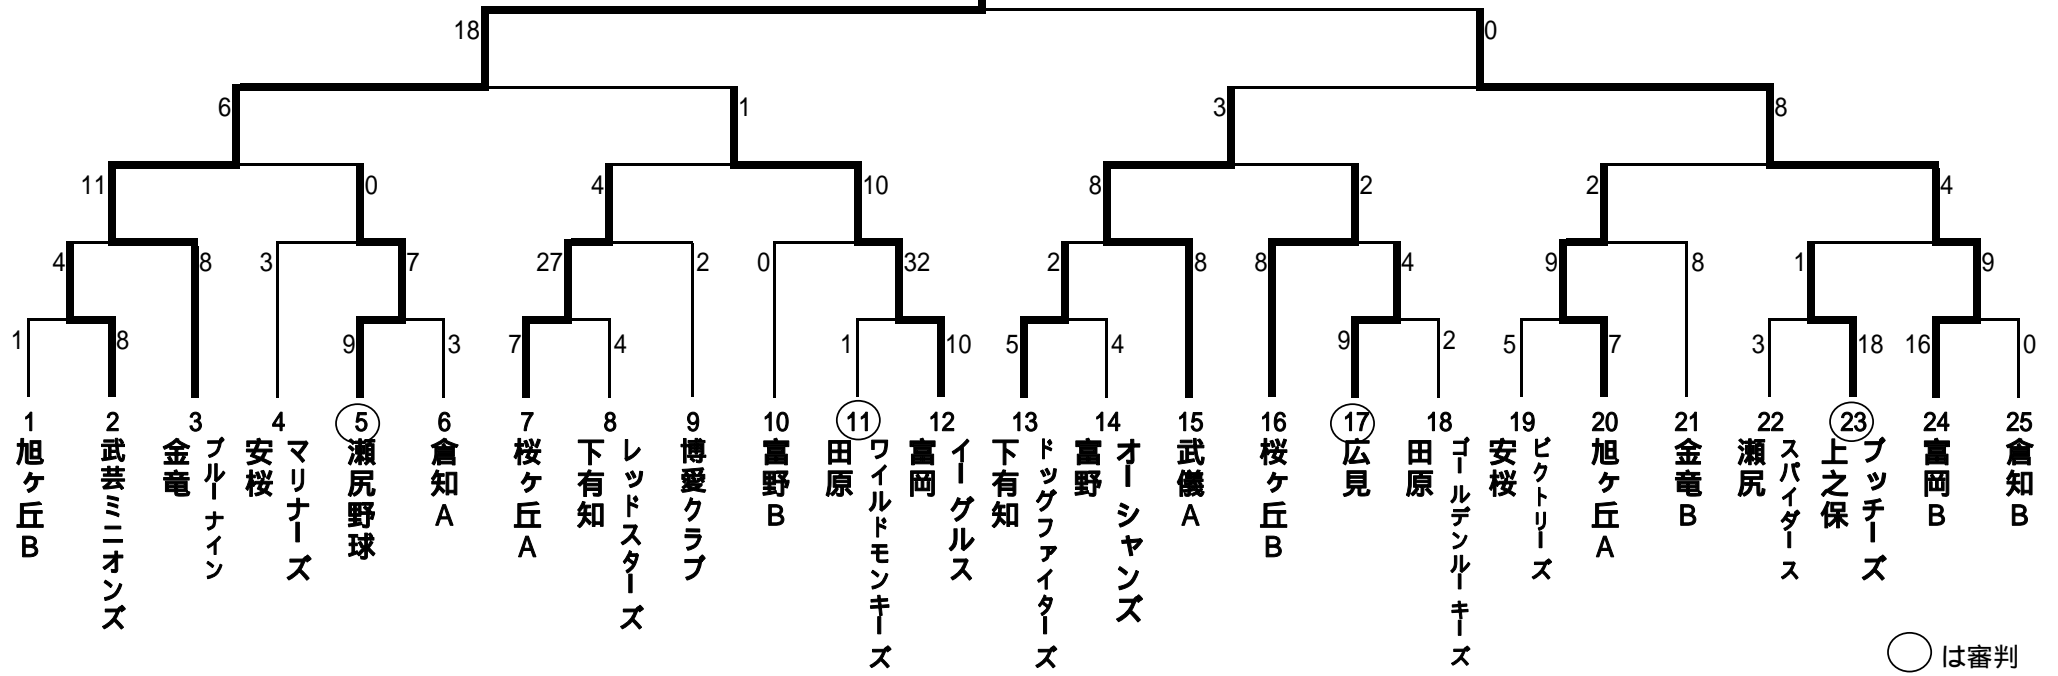 18 0
6 1 3 8
11 0 4 10 8 2 2 4
4 8 3 7 27 2 0 32 2 8 8 4 9 8 1 9
1 8 9 3 7 4 1 10 5 4 9 2 5 7 3 18 16 0
1 2 3 4 5 6 7 8 9 10 11 12 13 14 15 16 17 18 19 20 21 22 23 24 25
旭ヶ丘B
武芸ミニオンズ
金竜
ブルーナイン
安桜
マリナーズ
瀬尻野球
倉知A
桜ヶ丘A
下有知
レッドスターズ
博愛クラブ
富野B
田原
ワイルドモンキーズ
富岡
イーグルス
下有知
ドッグファイターズ
富野
オーシャンズ
武儀A
桜ヶ丘B
広見
田原
ゴールデンルーキーズ
安桜
ビクトリーズ
旭ヶ丘A
金竜B
瀬尻
スパイダース
上之保
ブッチーズ
富岡B
倉知B
は審判